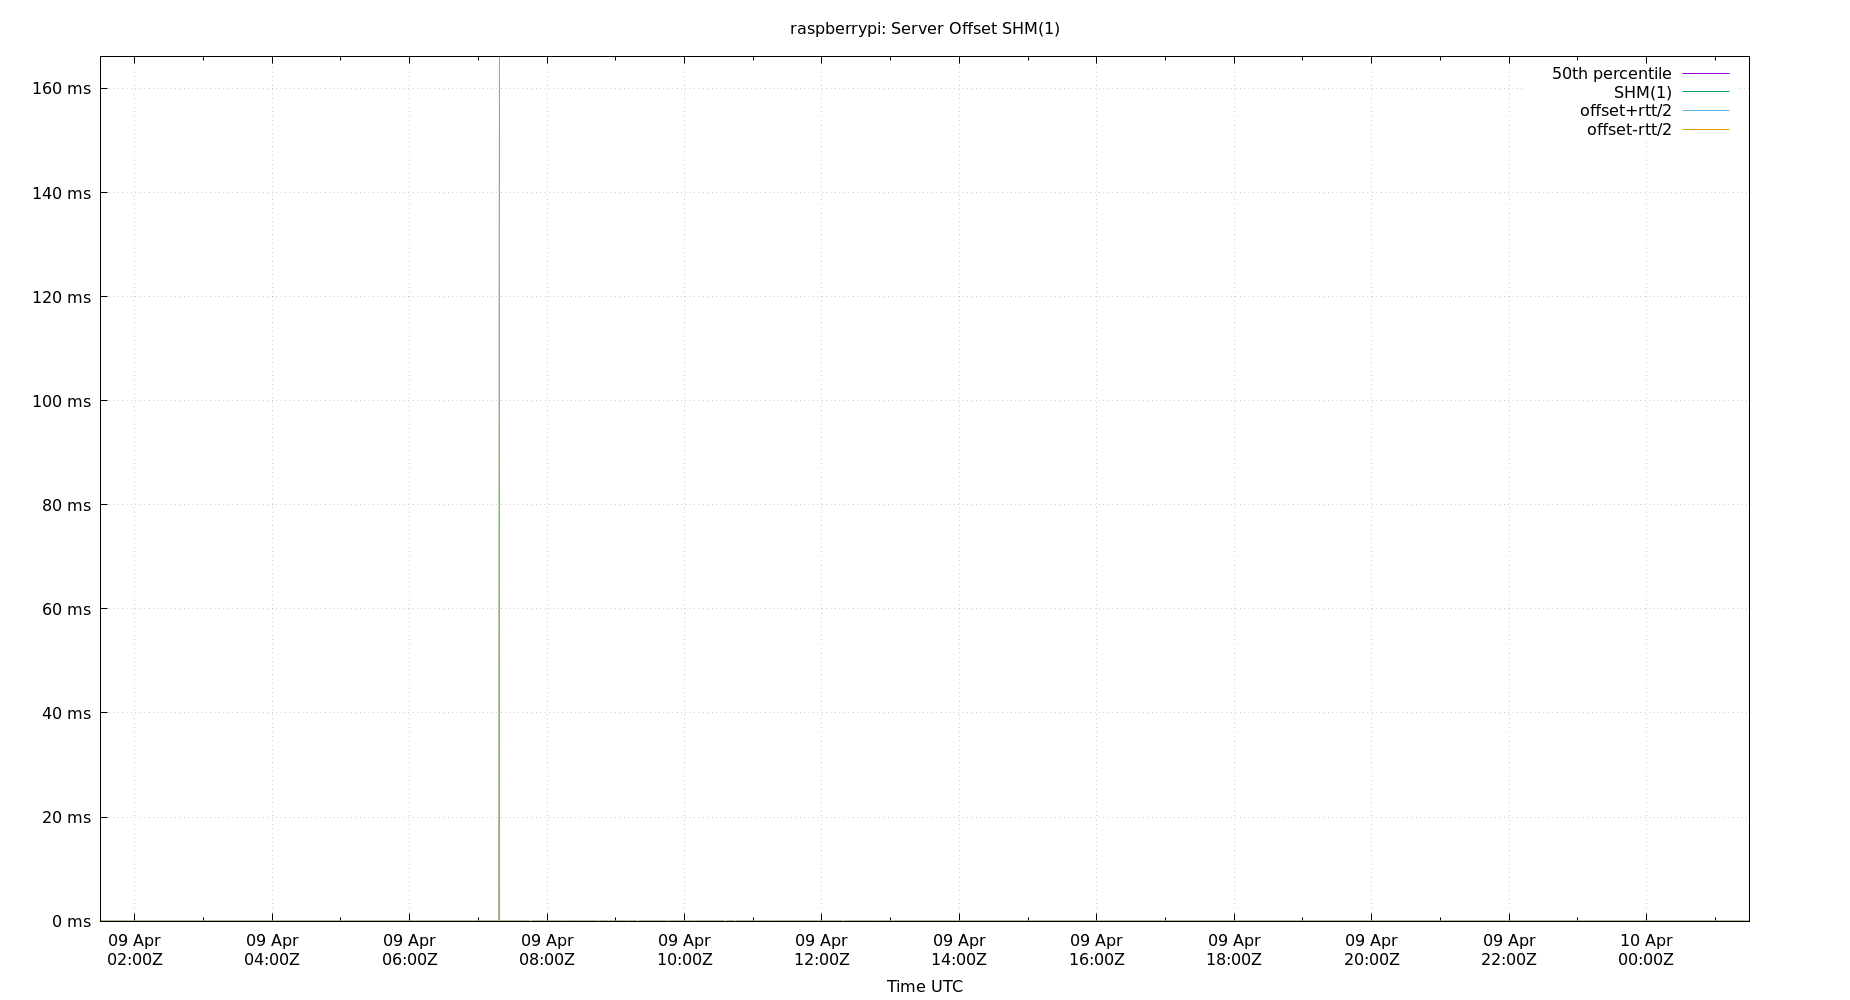 raspberrypi: Server Offset SHM(1)
50th percentile
SHM(1)
offset+rtt/2
offset-rtt/2
160 ms
140 ms
120 ms
100 ms
80 ms
60 ms
40 ms
20 ms
0 ms
09 Apr 09 Apr 09 Apr 09 Apr 09 Apr 09 Apr 09 Apr 09 Apr 09 Apr 09 Apr 09 Apr 10 Apr
02:00Z 04:00Z 06:00Z 08:00Z 10:00Z 12:00Z 14:00Z 16:00Z 18:00Z 20:00Z 22:00Z 00:00Z
Time UTC